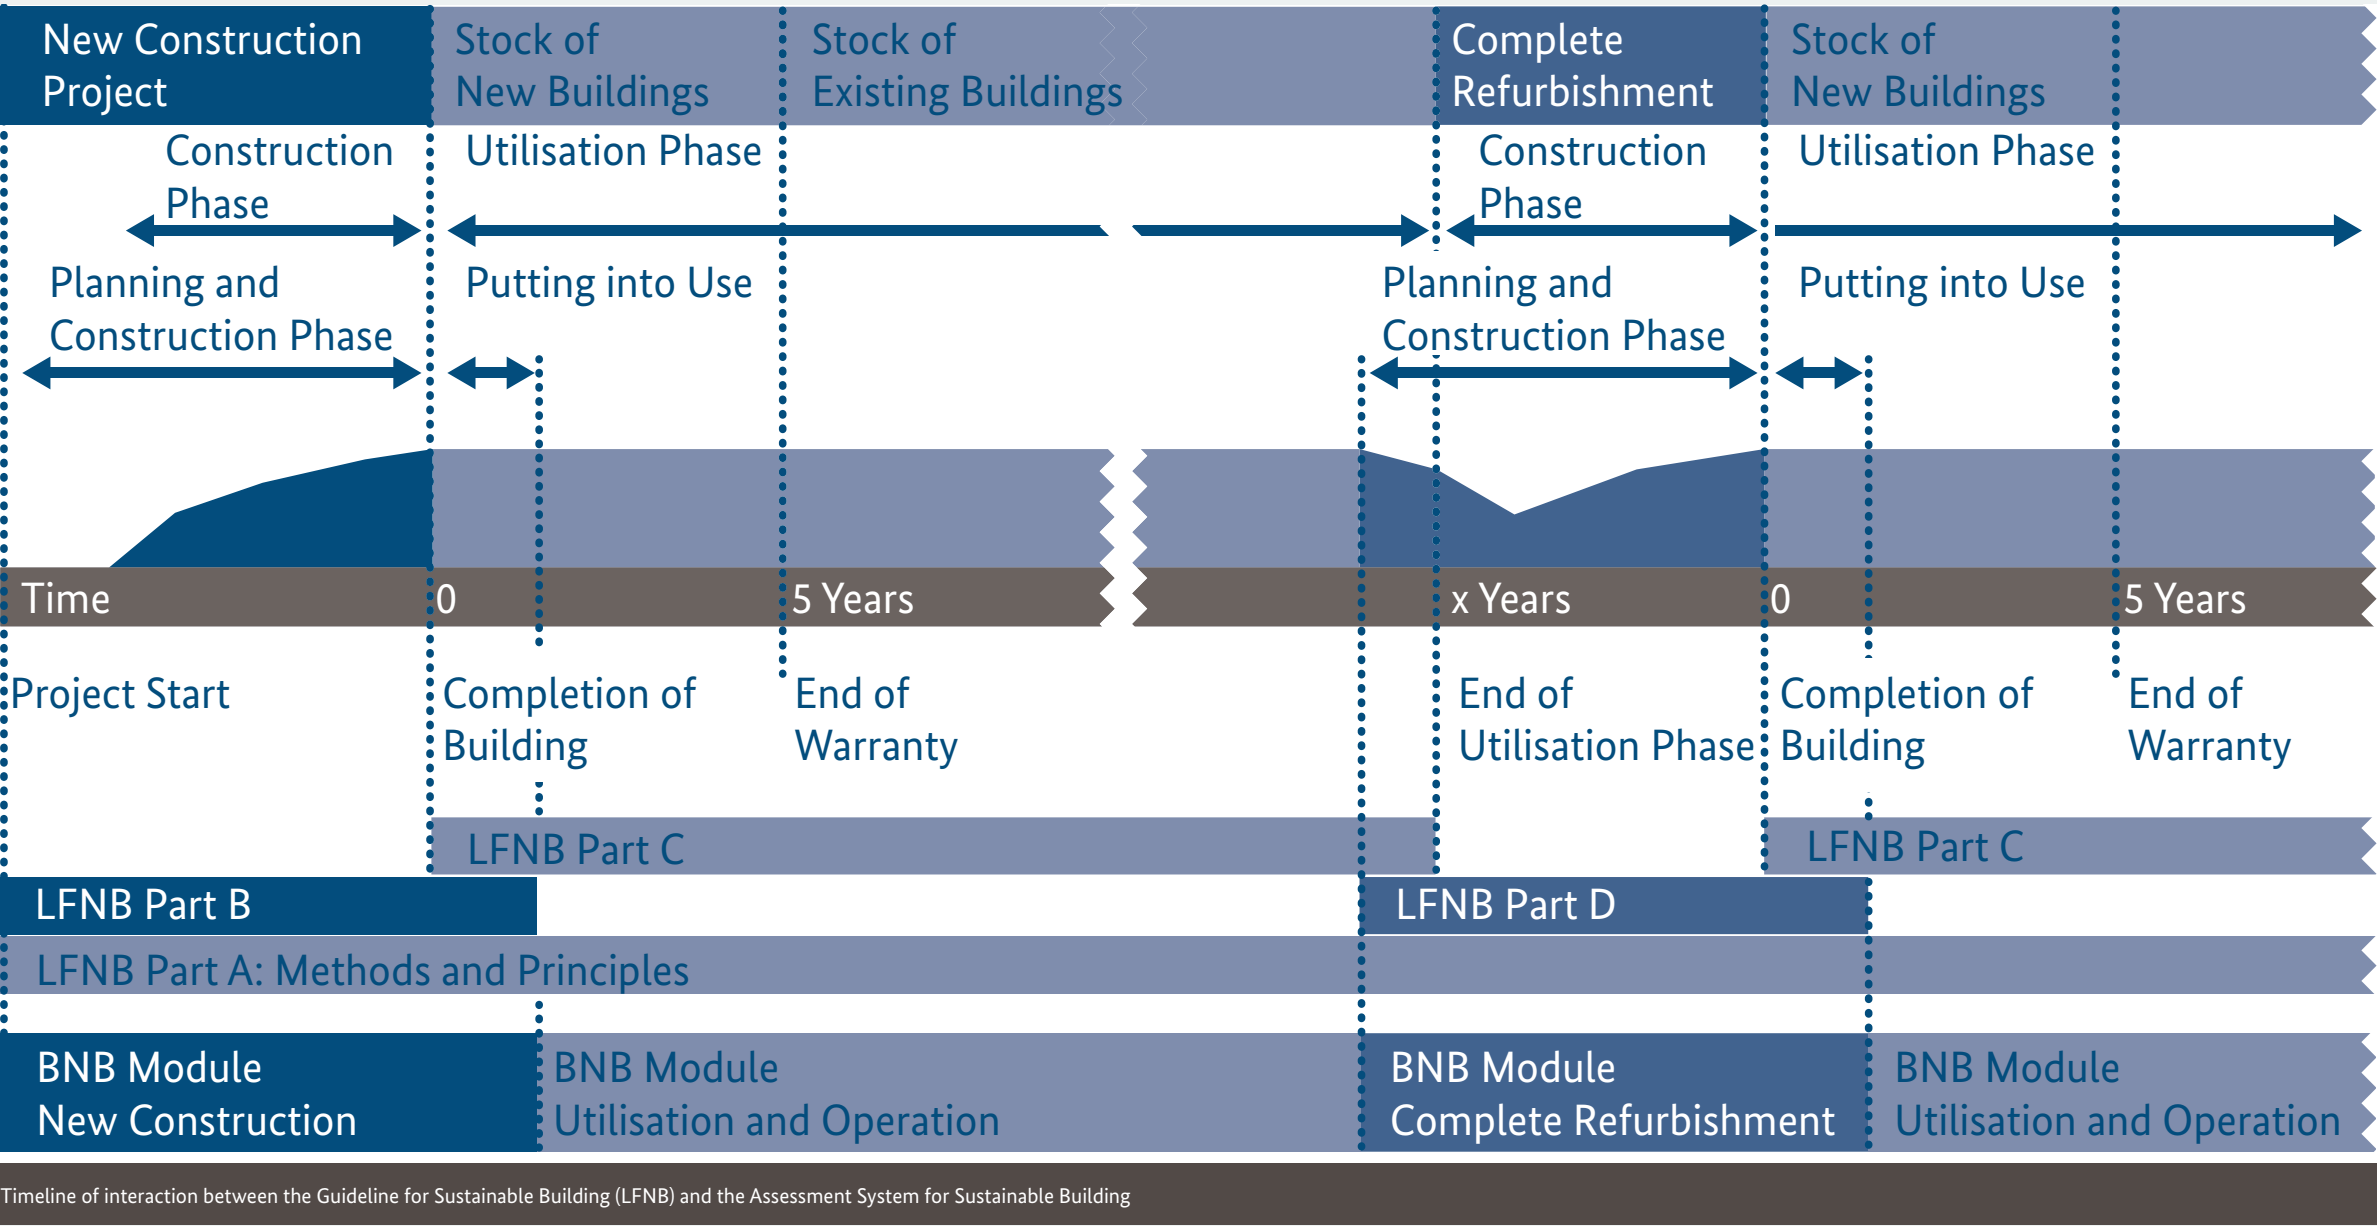 New Construction
Project
Stock of
New Buildings
Stock of
Existing Buildings
Complete
Refurbishment
Stock of
New Buildings
Construction
Phase
Utilisation Phase
Construction
Phase
Utilisation Phase
Planning and
Construction Phase
Putting into Use
Planning and
Construction Phase
Putting into Use
Time
0
5 Years
x Years
0
5 Years
Project Start
Completion of
Building
End of
Warranty
End of
Utilisation Phase
Completion of
Building
End of
Warranty
LFNB Part C
LFNB Part C
LFNB Part B
LFNB Part D
LFNB Part A: Methods and Principles
BNB Module
New Construction
BNB Module
Utilisation and Operation
BNB Module
Complete Refurbishment
BNB Module
Utilisation and Operation
Timeline of interaction between the Guideline for Sustainable Building (LFNB) and the Assessment System for Sustainable Building